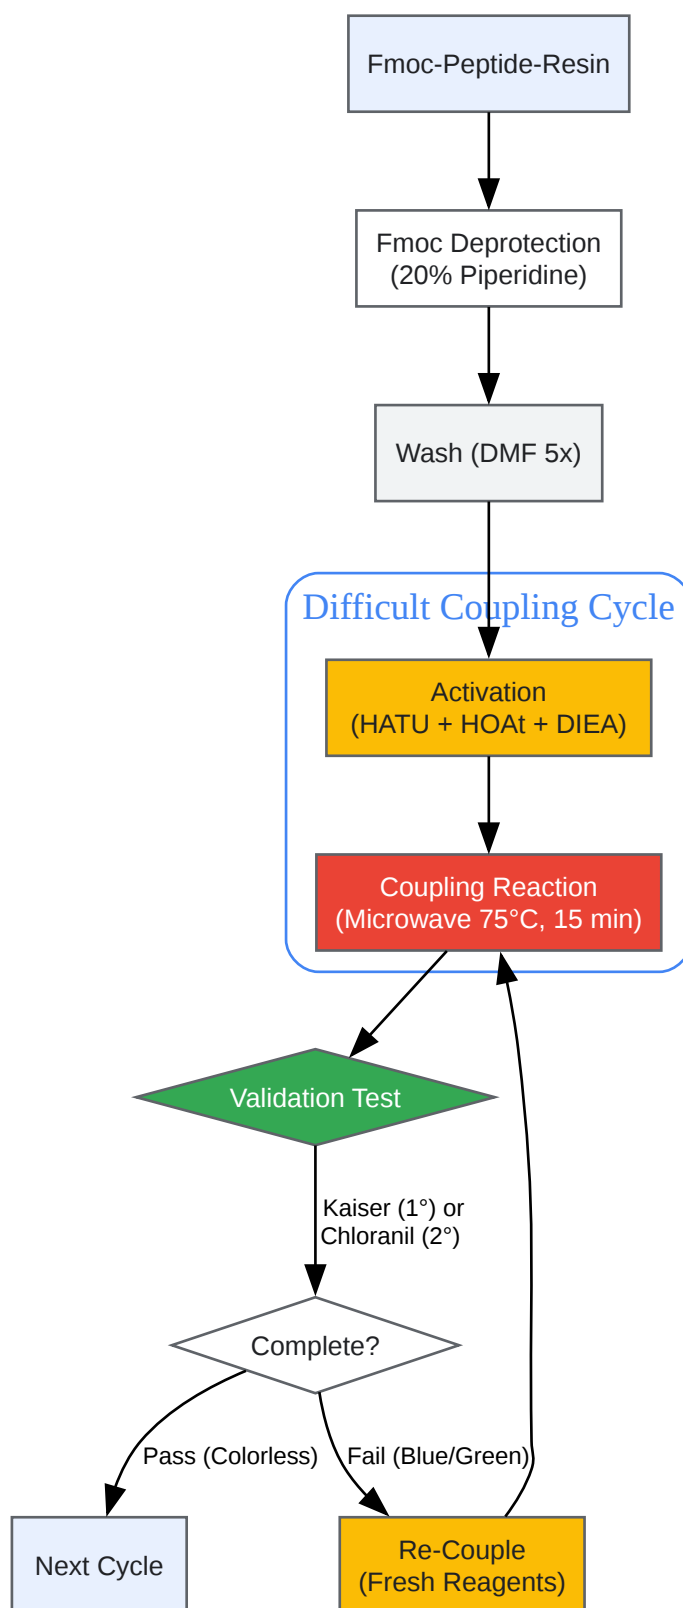 Fmoc-Peptide-Resin
Fmoc Deprotection
(20% Piperidine)
Wash (DMF 5x)
Difficult Coupling Cycle
Activation
(HATU + HOAt + DIEA)
Coupling Reaction
(Microwave 75°C, 15 min)
Validation Test
Kaiser (1°) or
Chloranil (2°)
Complete?
Pass (Colorless)
Fail (Blue/Green)
Next Cycle
Re-Couple
(Fresh Reagents)